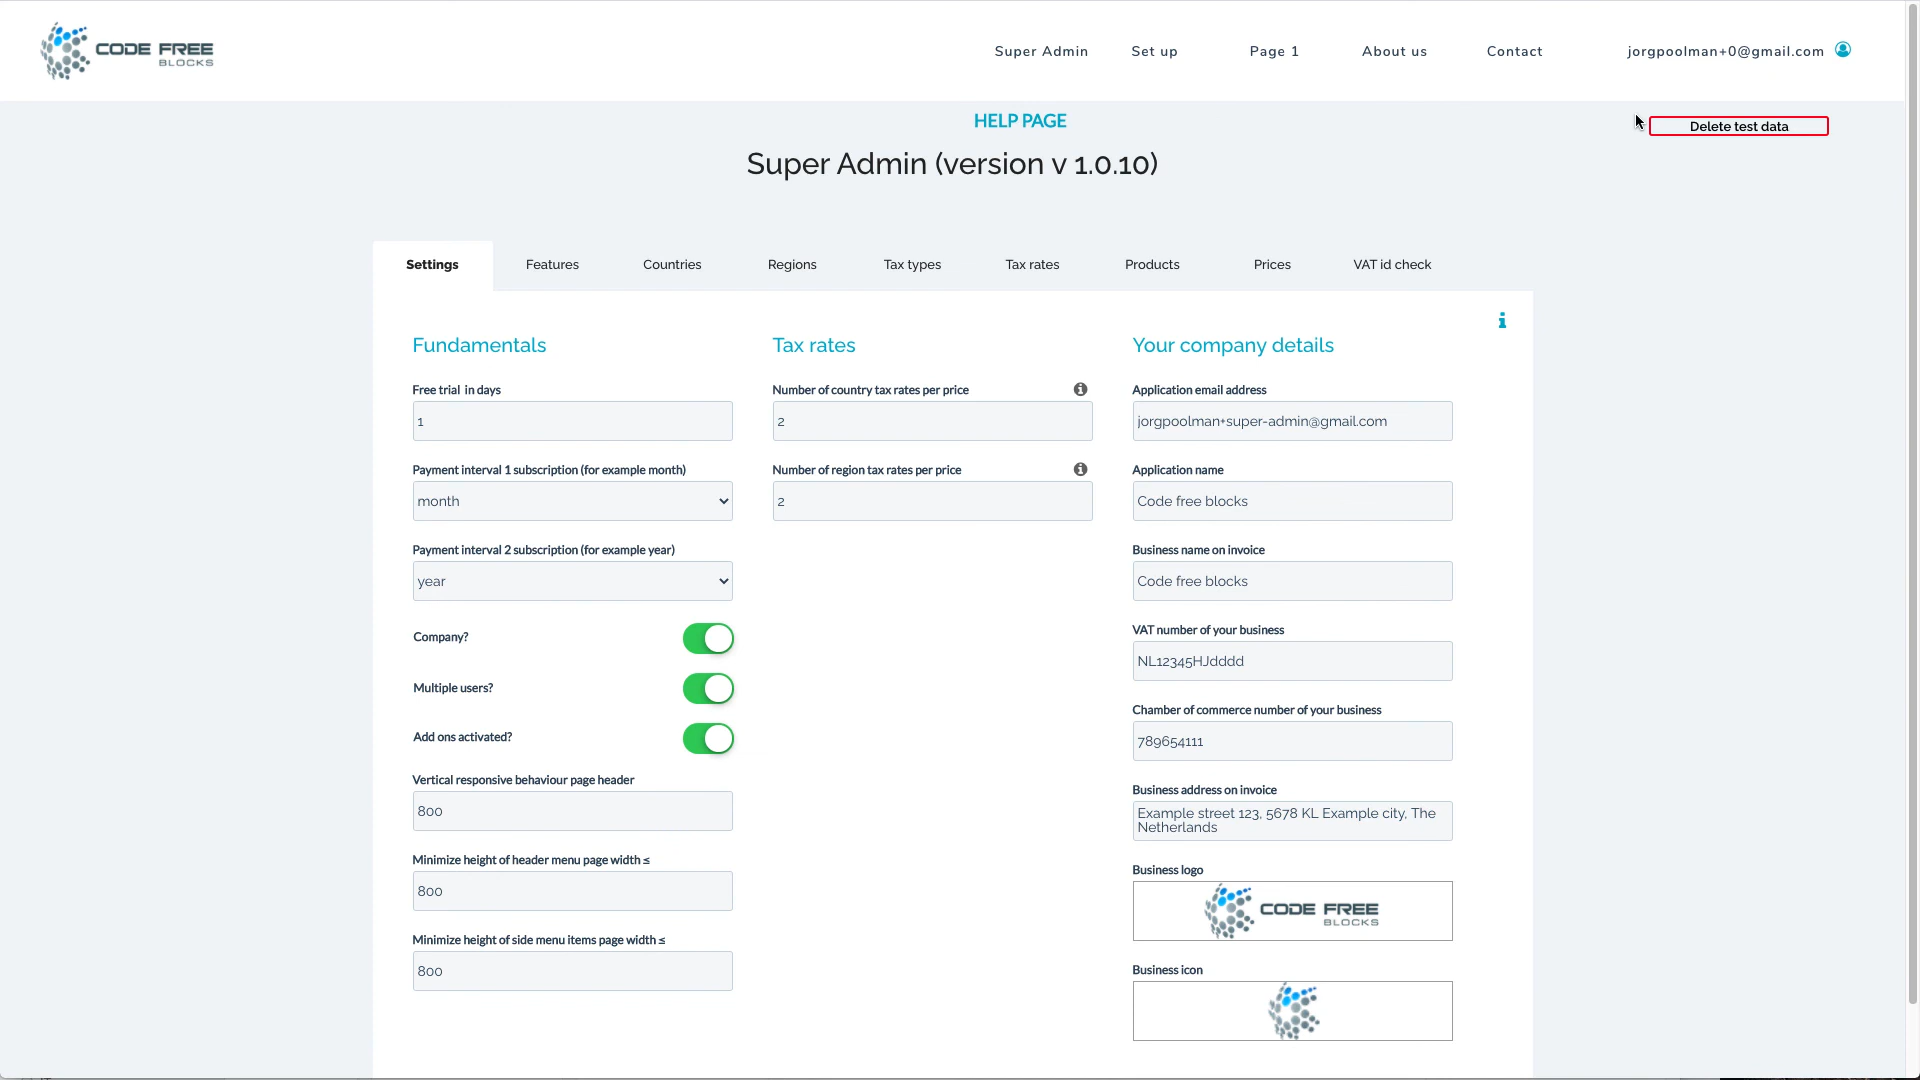 CODE FREE
BLOCKS
Super Admin
Set up
Page 1
About us
Contact
jorgpoolman+0@gmail.com
HELP PAGE
Delete test data
Super Admin (version v 1.0.10)
Settings
Features
Countries
Regions
Tax types
Tax rates
Products
Prices
VAT id check
Fundamentals
Free trial in days
1
Payment interval 1 subscription (for example month)
month
Payment interval 2 subscription (for example year)
year
Company?
Multiple users?
Add ons activated?
Vertical responsive behaviour page header
800
Minimize height of header menu page width ≤
800
Minimize height of side menu items page width ≤
800
Tax rates
Number of country tax rates per price
2
Number of region tax rates per price
2
Your company details
Application email address
jorgpoolman+super-admin@gmail.com
Application name
Code free blocks
Business name on invoice
Code free blocks
VAT number of your business
NL12345HJdddd
Chamber of commerce number of your business
789654111
Business address on invoice
Example street 123, 5678 KL Example city, The
Netherlands
Business logo
CODE FREE
BLOCKS
Business icon